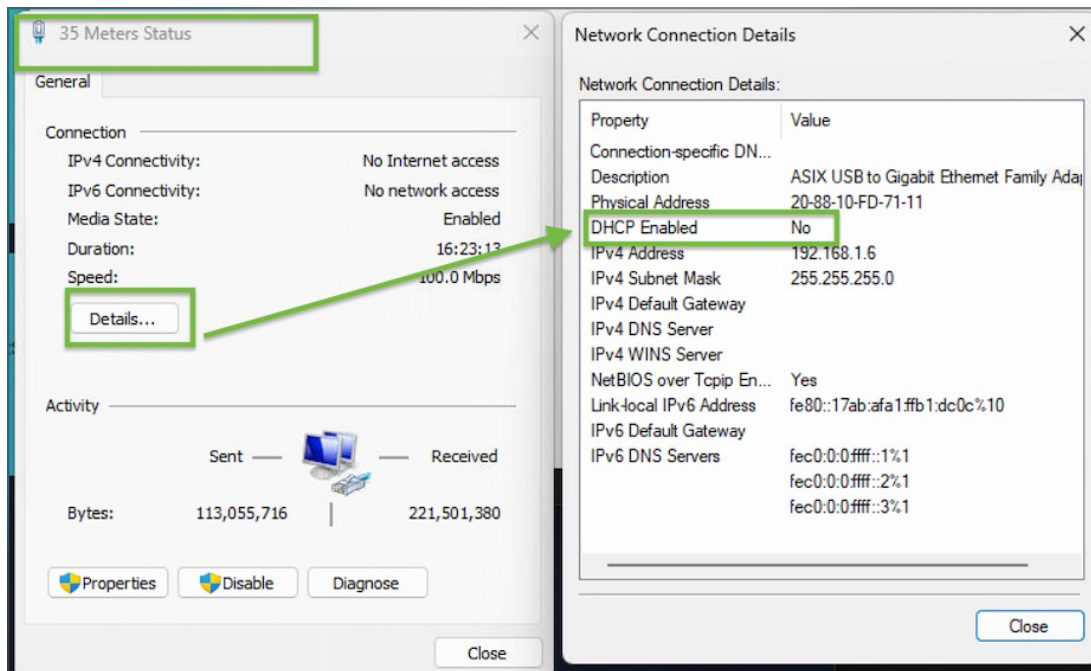 35 Meters Status
General
Connection
IPv4 Connectivity: No Internet access
IPv6 Connectivity: No network access
Media State: Enabled
Duration: 16:23:13
Speed: 100.0 Mbps
Details...
Activity
Sent Received
Bytes: 113,055,716 221,501,380
Properties Disable Diagnose
Close
Network Connection Details
Network Connection Details:
Property Value
Connection-specific DN...
Description ASIX USB to Gigabit Ethernet Family Adap
Physical Address 20-88-10-FD-71-11
DHCP Enabled No
IPv4 Address 192.168.1.6
IPv4 Subnet Mask 255.255.255.0
IPv4 Default Gateway
IPv4 DNS Server
IPv4 WINS Server
NetBIOS over Tcpip En... Yes
Link-local IPv6 Address fe80::17ab:afa1:ffb1:dc0c%10
IPv6 Default Gateway
IPv6 DNS Servers fec0:0:0:ffff::1%1
fec0:0:0:ffff::2%1
fec0:0:0:ffff::3%1
Close